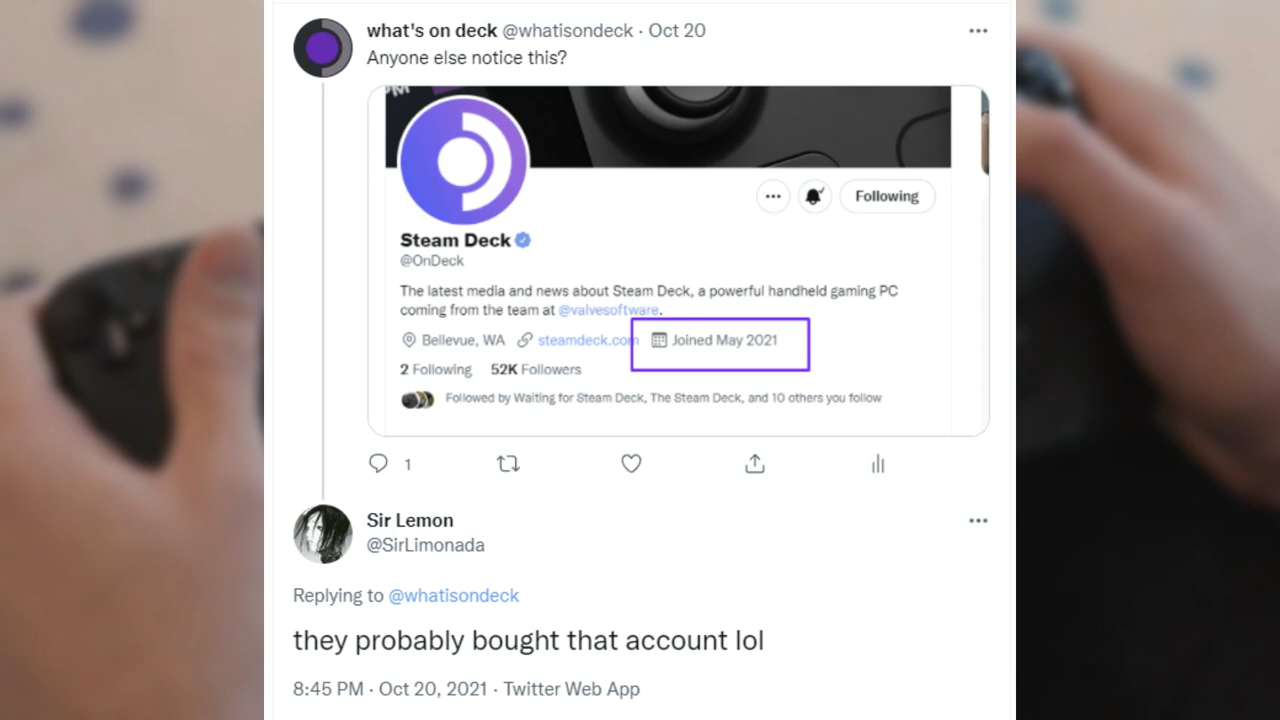 what's on deck @whatisondeck · Oct 20
Anyone else notice this?
Following
Steam Deck
@OnDeck
The latest media and news about Steam Deck, a powerful handheld gaming PC
coming from the team at @valvesoftware.
Bellevue, WA steamdeck.com Joined May 2021
2 Following 52K Followers
Followed by Waiting for Steam Deck, The Steam Deck, and 10 others you follow
1
Sir Lemon
@SirLimonada
Replying to @whatisondeck
they probably bought that account lol
8:45 PM · Oct 20, 2021 · Twitter Web App